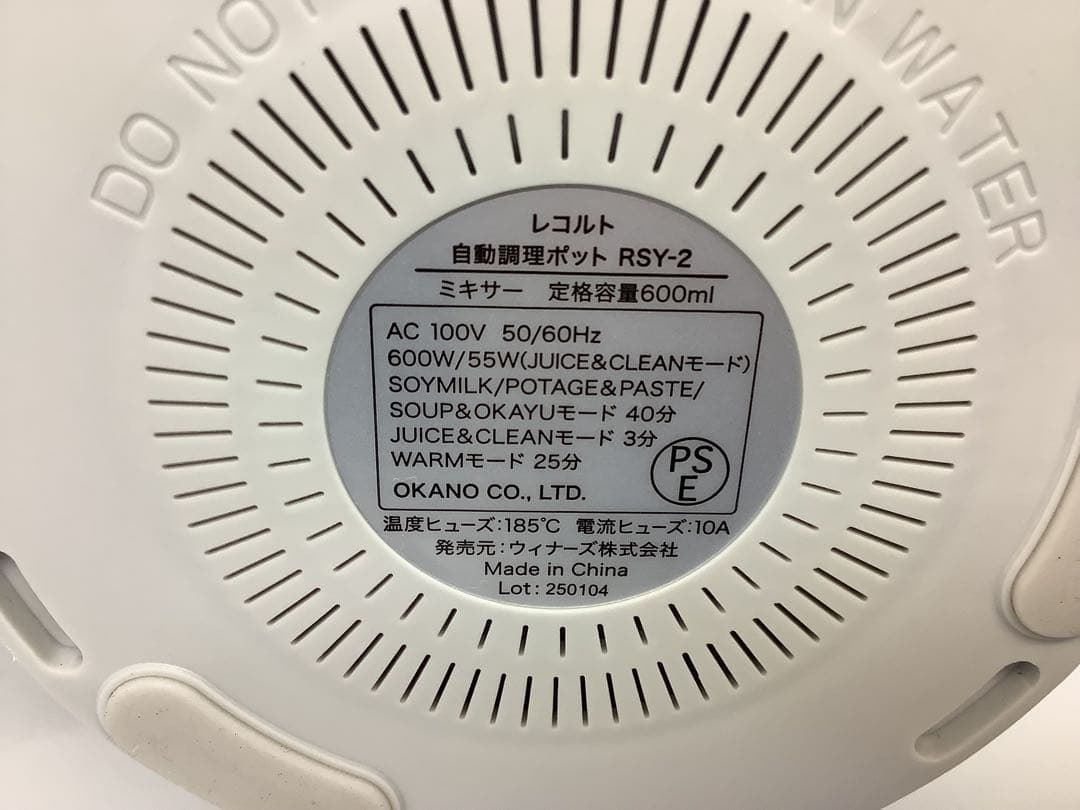 DO NOT
IN WATER
レコルト
自動調理ポット RSY-2
ミキサー 定格容量600ml
AC 100V 50/60Hz
600W/55W(JUICE&CLEANモード)
SOYMILK/POTAGE&PASTE/
SOUP&OKAYUモード 40分
JUICE&CLEANモード 3分
WARMモード 25分
PS
E
OKANO CO., LTD.
温度ヒューズ:185℃ 電流ヒューズ:10A
発売元:ウィナーズ株式会社
Made in China
Lot: 250104